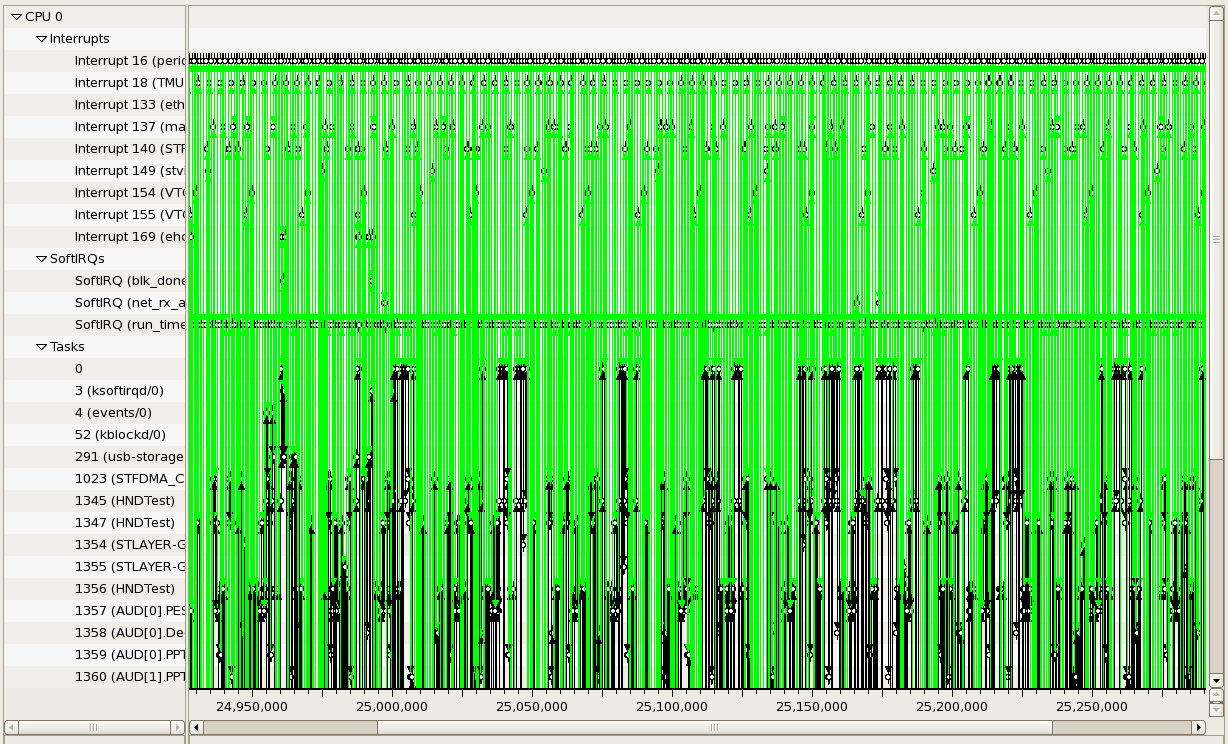 CPU 0
Interrupts
Interrupt 16 (peric
Interrupt 18 (TMU
Interrupt 133 (eth
Interrupt 137 (ma
Interrupt 140 (STF
Interrupt 149 (stv
Interrupt 154 (VTG
Interrupt 155 (VTG
Interrupt 169 (ehc
SoftIRQs
SoftIRQ (blk_done
SoftIRQ (net_rx_a
SoftIRQ (run_time
Tasks
0
3 (ksoftirqd/0)
4 (events/0)
52 (kblockd/0)
291 (usb-storage
1023 (STFDMA_C
1345 (HNDTest)
1347 (HNDTest)
1354 (STLAYER-G
1355 (STLAYER-G
1356 (HNDTest)
1357 (AUD[0].PES
1358 (AUD[0].De
1359 (AUD[0].PPT
1360 (AUD[1].PPT
24,950,000 25,000,000 25,050,000 25,100,000 25,150,000 25,200,000 25,250,000